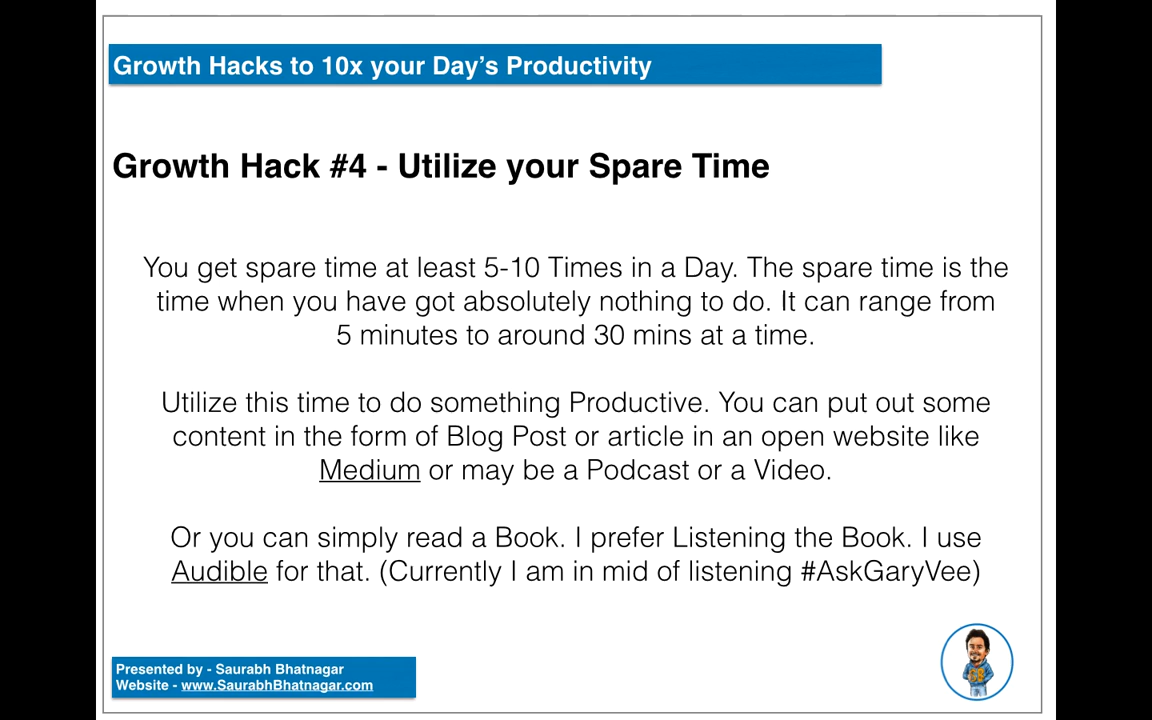 Growth Hacks to 10x your Day’s Productivity
Growth Hack #4 - Utilize your Spare Time
You get spare time at least 5-10 Times in a Day. The spare time is the
time when you have got absolutely nothing to do. It can range from
5 minutes to around 30 mins at a time.
Utilize this time to do something Productive. You can put out some
content in the form of Blog Post or article in an open website like
Medium or may be a Podcast or a Video.
Or you can simply read a Book. I prefer Listening the Book. I use
Audible for that. (Currently I am in mid of listening #AskGaryVee)
Presented by - Saurabh Bhatnagar
Website - www.SaurabhBhatnagar.com